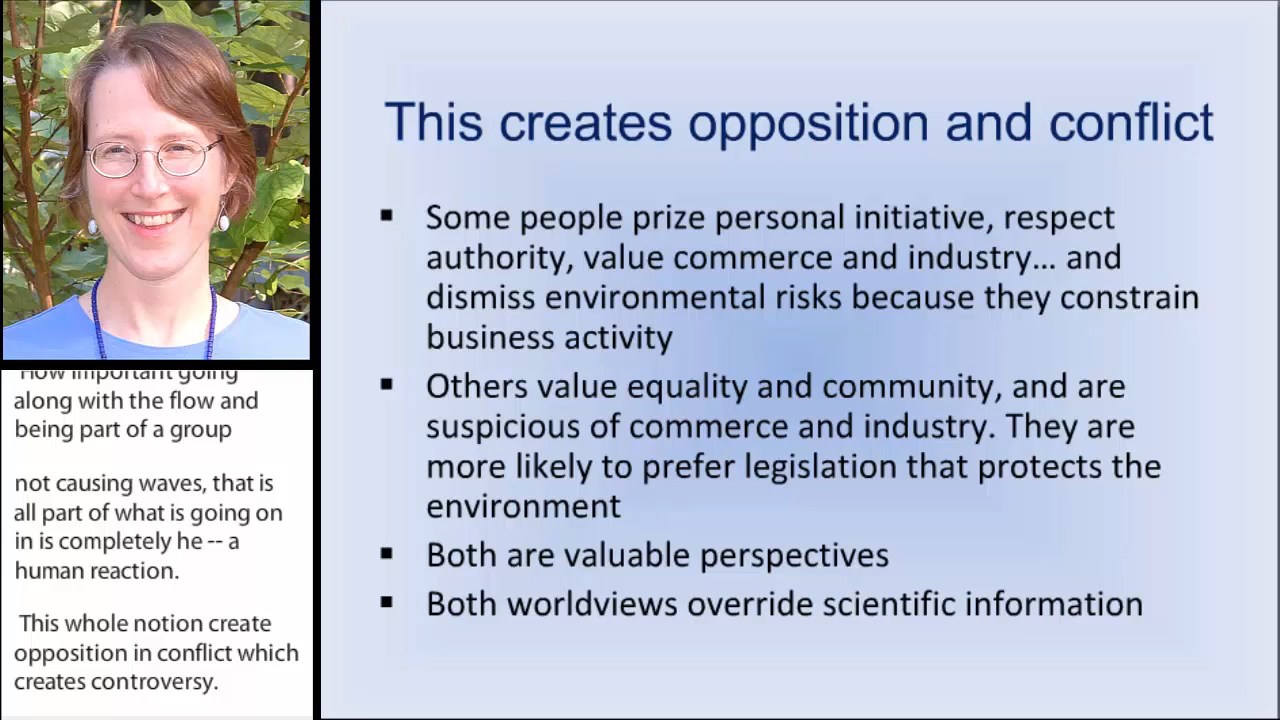 This creates opposition and conflict
▪ Some people prize personal initiative, respect
authority, value commerce and industry… and
dismiss environmental risks because they constrain
business activity
▪ Others value equality and community, and are
suspicious of commerce and industry. They are
more likely to prefer legislation that protects the
environment
▪ Both are valuable perspectives
▪ Both worldviews override scientific information
How important going
along with the flow and
being part of a group
not causing waves, that is
all part of what is going on
in is completely he -- a
human reaction.
This whole notion create
opposition in conflict which
creates controversy.